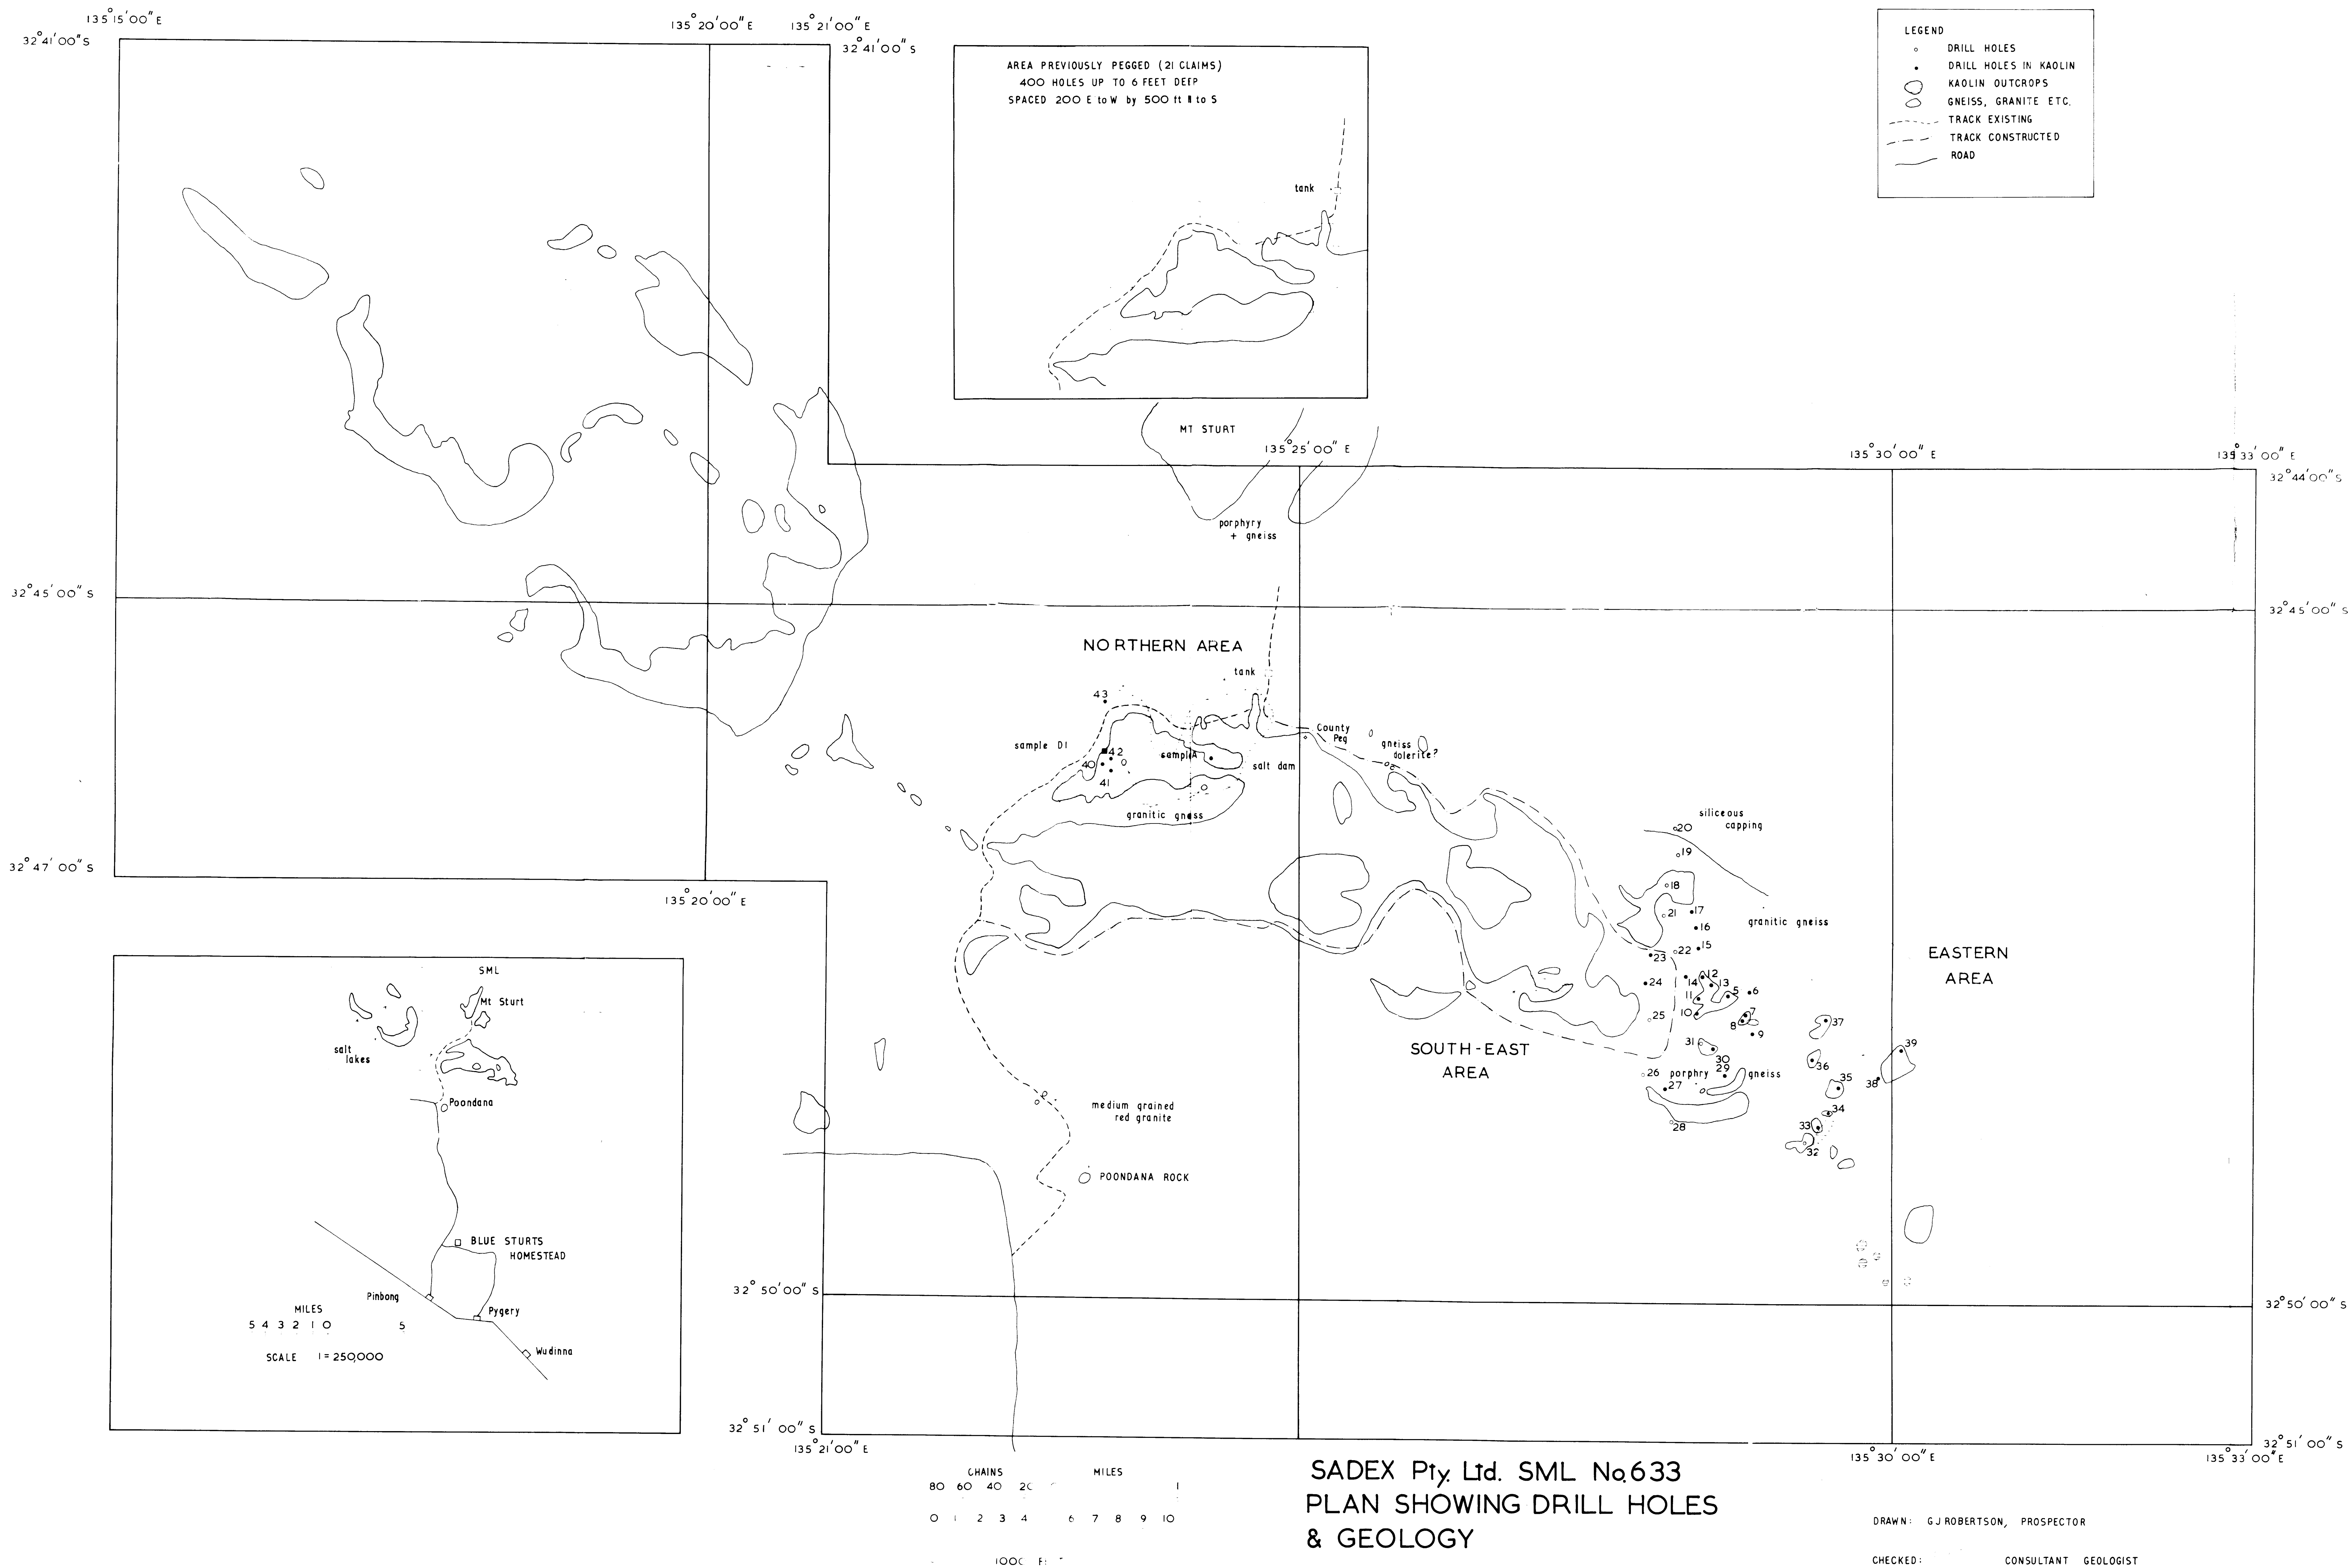 135°15'00" E
135°20'00" E
135°21'00" E
32°41'00" S
32°41'00" S
LEGEND
DRILL HOLES
DRILL HOLES IN KAOLIN
KAOLIN OUTCROPS
GNEISS, GRANITE ETC.
TRACK EXISTING
TRACK CONSTRUCTED
ROAD
AREA PREVIOUSLY PEGGED (21 CLAIMS)
400 HOLES UP TO 6 FEET DEEP
SPACED 200 E to W by 500 ft N to S
tank
MT STURT
135°25'00" E
135°30'00" E
135°33'00" E
32°44'00" S
porphyry
+ gneiss
32°45'00" S
32°45'00" S
NORTHERN AREA
tank
43
sample D1
42
40
41
sample A
salt dam
County
Peg
gneiss
dolerite?
granitic gneiss
siliceous
capping
20
19
18
21
17
16
15
22
23
granitic gneiss
EASTERN
AREA
24
14
12
13
11
5
6
10
7
8
9
25
37
31
30
29
39
36
35
38
26
porphry
gneiss
27
28
34
33
32
SOUTH-EAST
AREA
32°47'00" S
135°20'00" E
medium grained
red granite
POONDANA ROCK
SML
Mt Sturt
salt
lakes
Poondana
BLUE STURTS
HOMESTEAD
Pinbong
Pygery
Wudinna
MILES
5 4 3 2 1 0 5
SCALE 1 = 250,000
32°50'00" S
32°50'00" S
32°51'00" S
32°51'00" S
135°21'00" E
135°30'00" E
135°33'00" E
CHAINS MILES
80 60 40 20 1
0 1 2 3 4 6 7 8 9 10
SADEX Pty. Ltd. SML No. 633
PLAN SHOWING DRILL HOLES
& GEOLOGY
DRAWN: G J ROBERTSON, PROSPECTOR
CHECKED: CONSULTANT GEOLOGIST